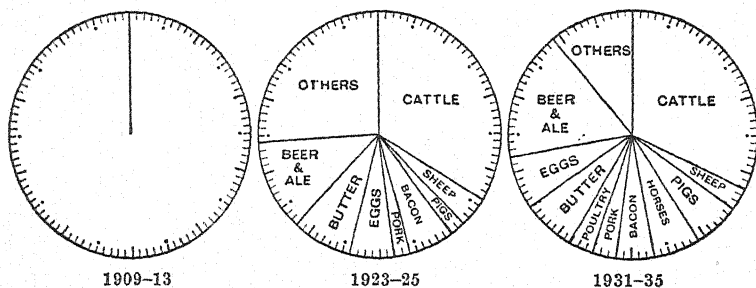 OTHERS
CATTLE
BEER
&
ALE
BUTTER
EGGS
PORK
BACON
PIGS
SHEEP
OTHERS
CATTLE
BEER
&
ALE
EGGS
BUTTER
POULTRY
PORK
BACON
HORSES
PIGS
SHEEP
1909–13
1923–25
1931–35